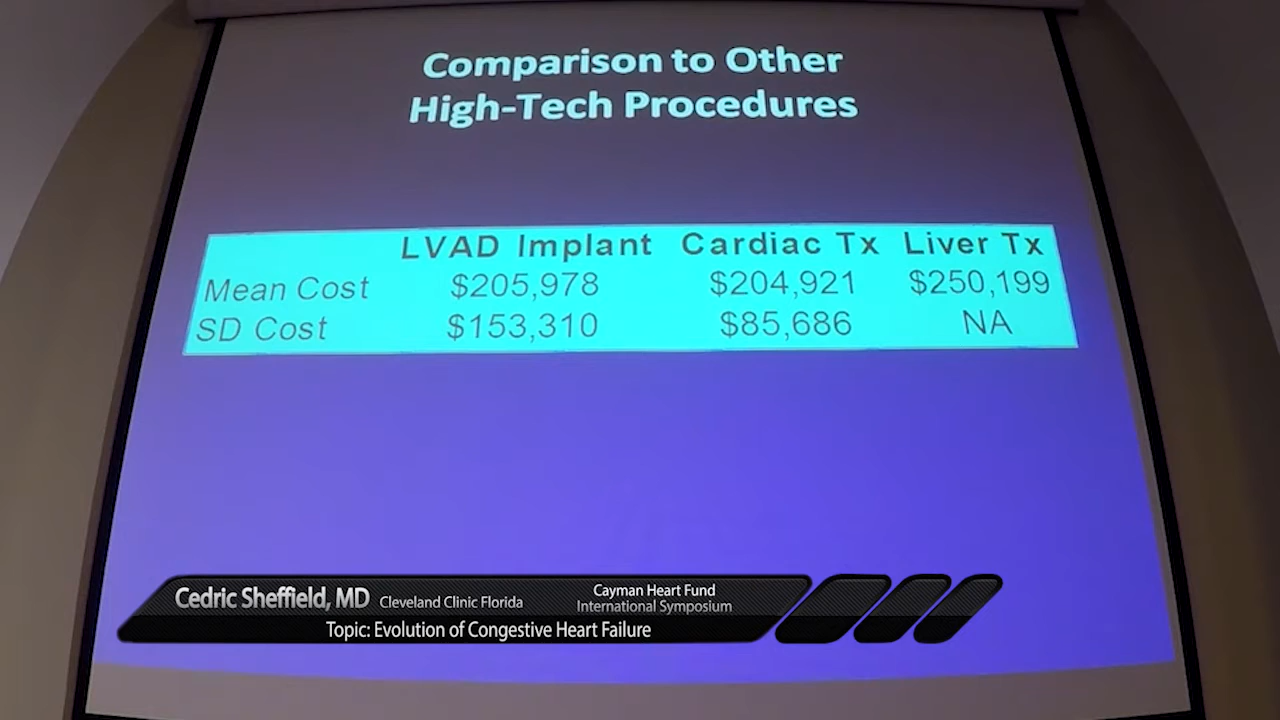 Comparison to Other
High-Tech Procedures
LVAD Implant Cardiac Tx Liver Tx
Mean Cost $205,978 $204,921 $250,199
SD Cost $153,310 $85,686 NA
Cedric Sheffield, MD Cleveland Clinic Florida
Cayman Heart Fund
International Symposium
Topic: Evolution of Congestive Heart Failure